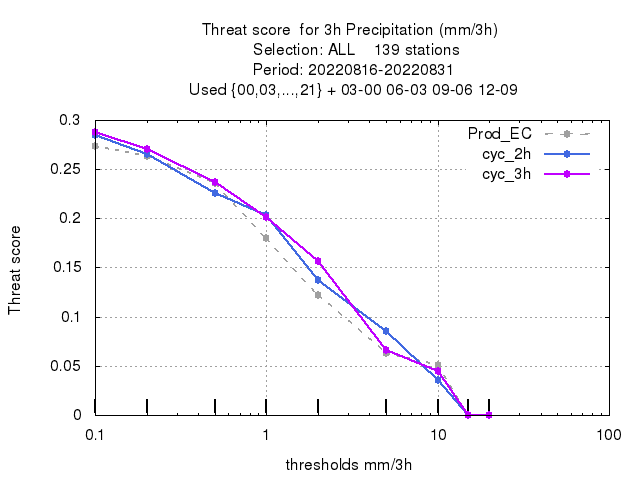 Threat score  for 3h Precipitation (mm/3h)
Selection: ALL    139 stations
Period: 20220816-20220831
Used {00,03,...,21} + 03-00 06-03 09-06 12-09
Prod_EC
cyc_2h
cyc_3h
0.3
0.25
0.2
0.15
0.1
0.05
0
Threat score
0.1 1 10 100
thresholds mm/3h